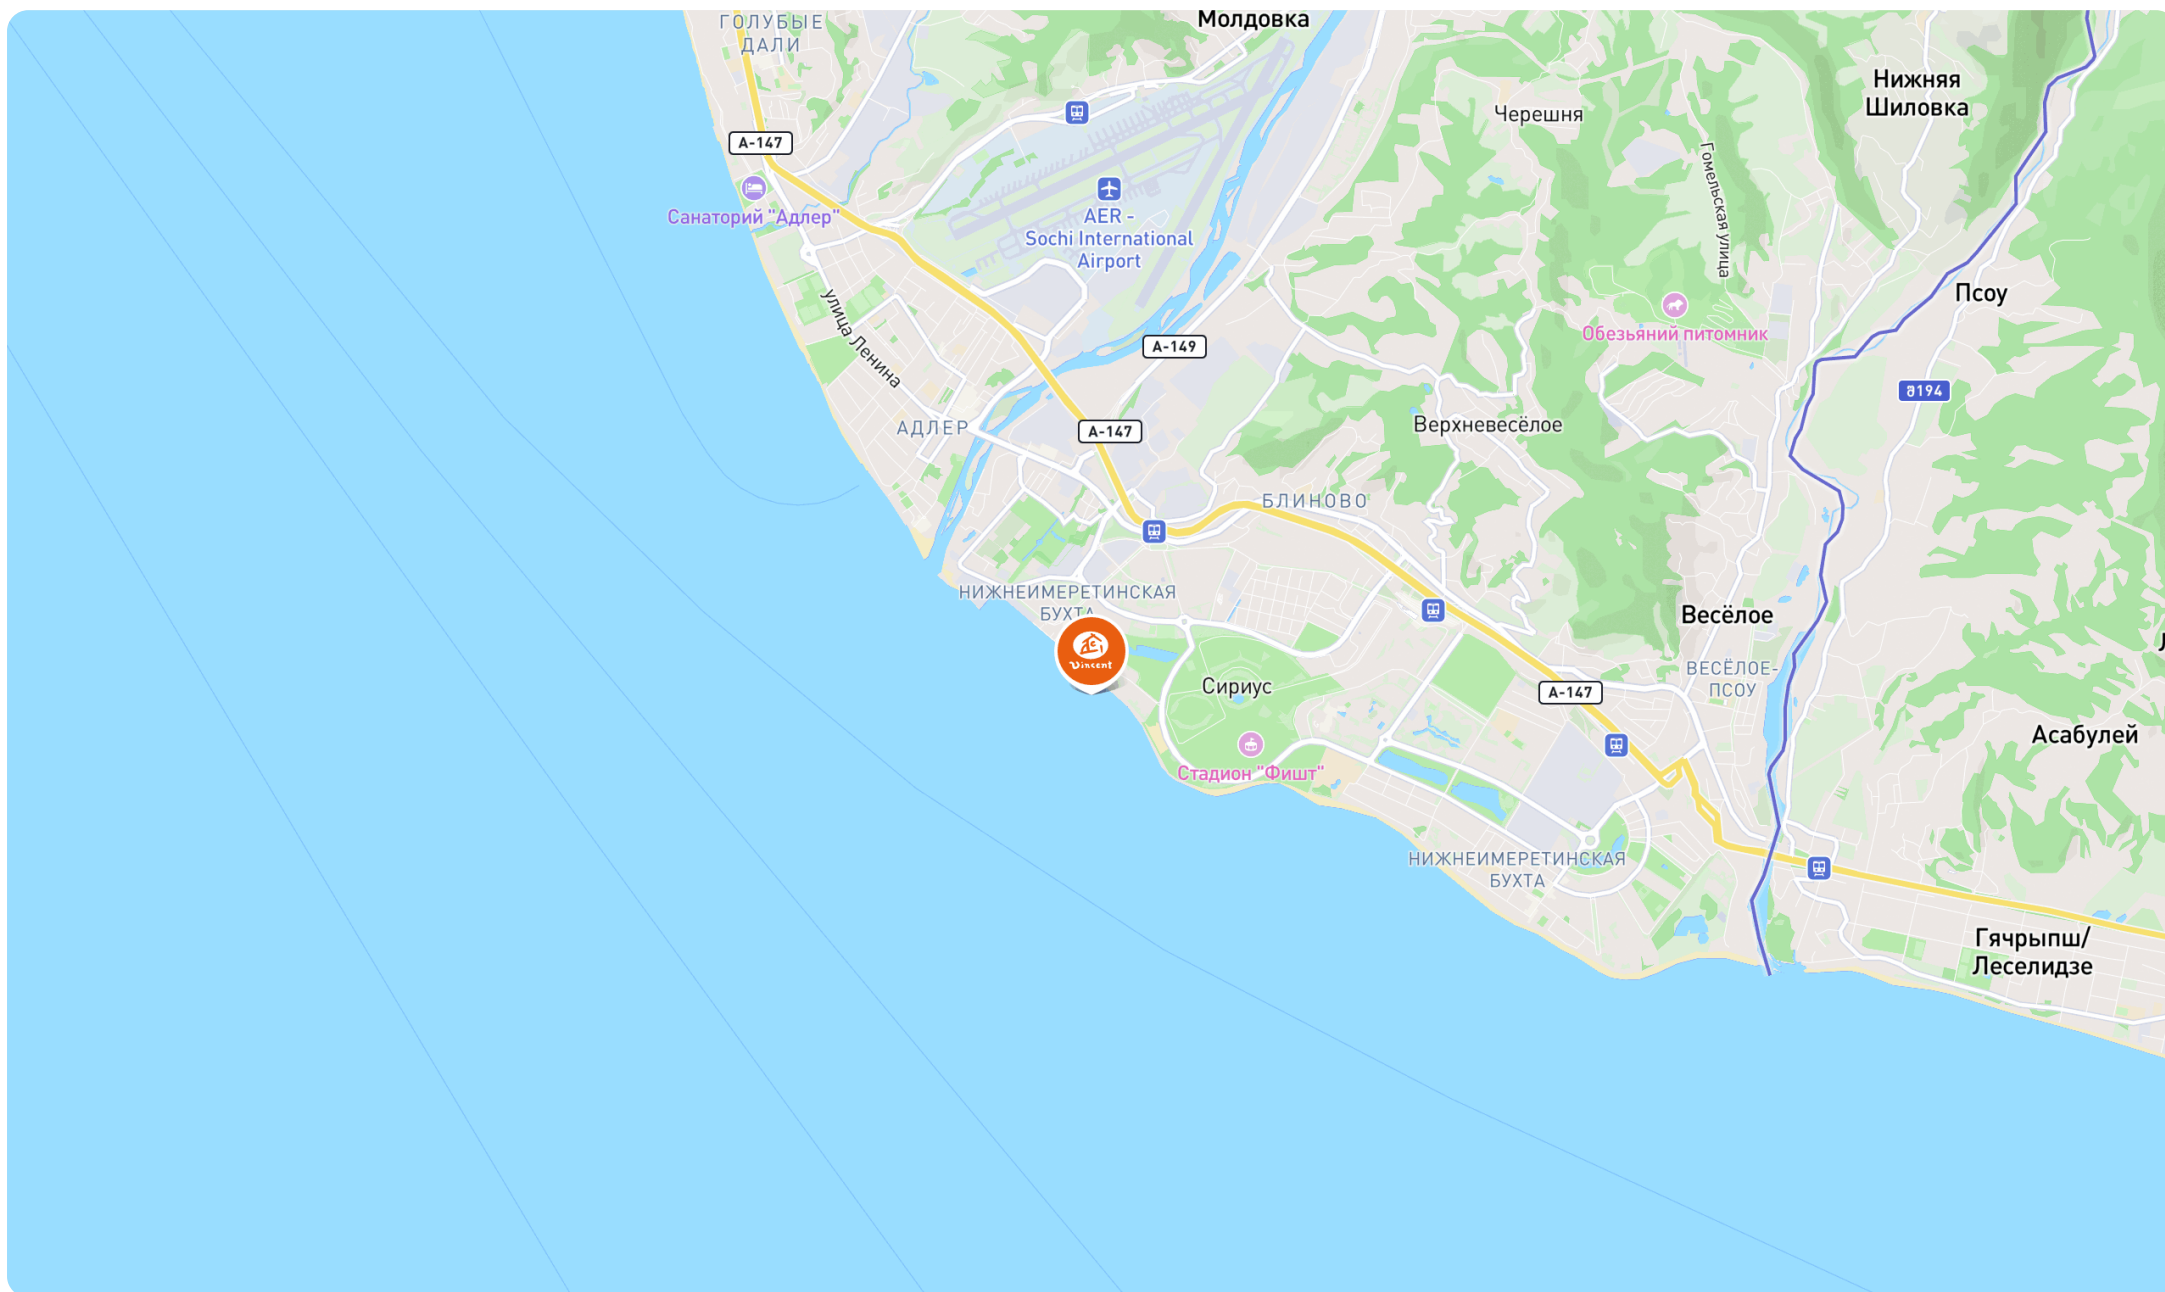 ГОЛУБЫЕ
ДАЛИ
Молдовка
Нижняя
Шиловка
Черешня
A-147
Гомельская улица
Санаторий "Адлер"
AER -
Sochi International
Airport
Псоу
Обезьяний питомник
улица Ленина
A-149
მ194
АДЛЕР
A-147
Верхневесёлое
БЛИНОВО
НИЖНЕИМЕРЕТИНСКАЯ
БУХТА
Vincent
Весёлое
ВЕСЁЛОЕ-
ПСОУ
Сириус
A-147
Асабулей
Стадион "Фишт"
НИЖНЕИМЕРЕТИНСКАЯ
БУХТА
Гячрыпш/
Леселидзе